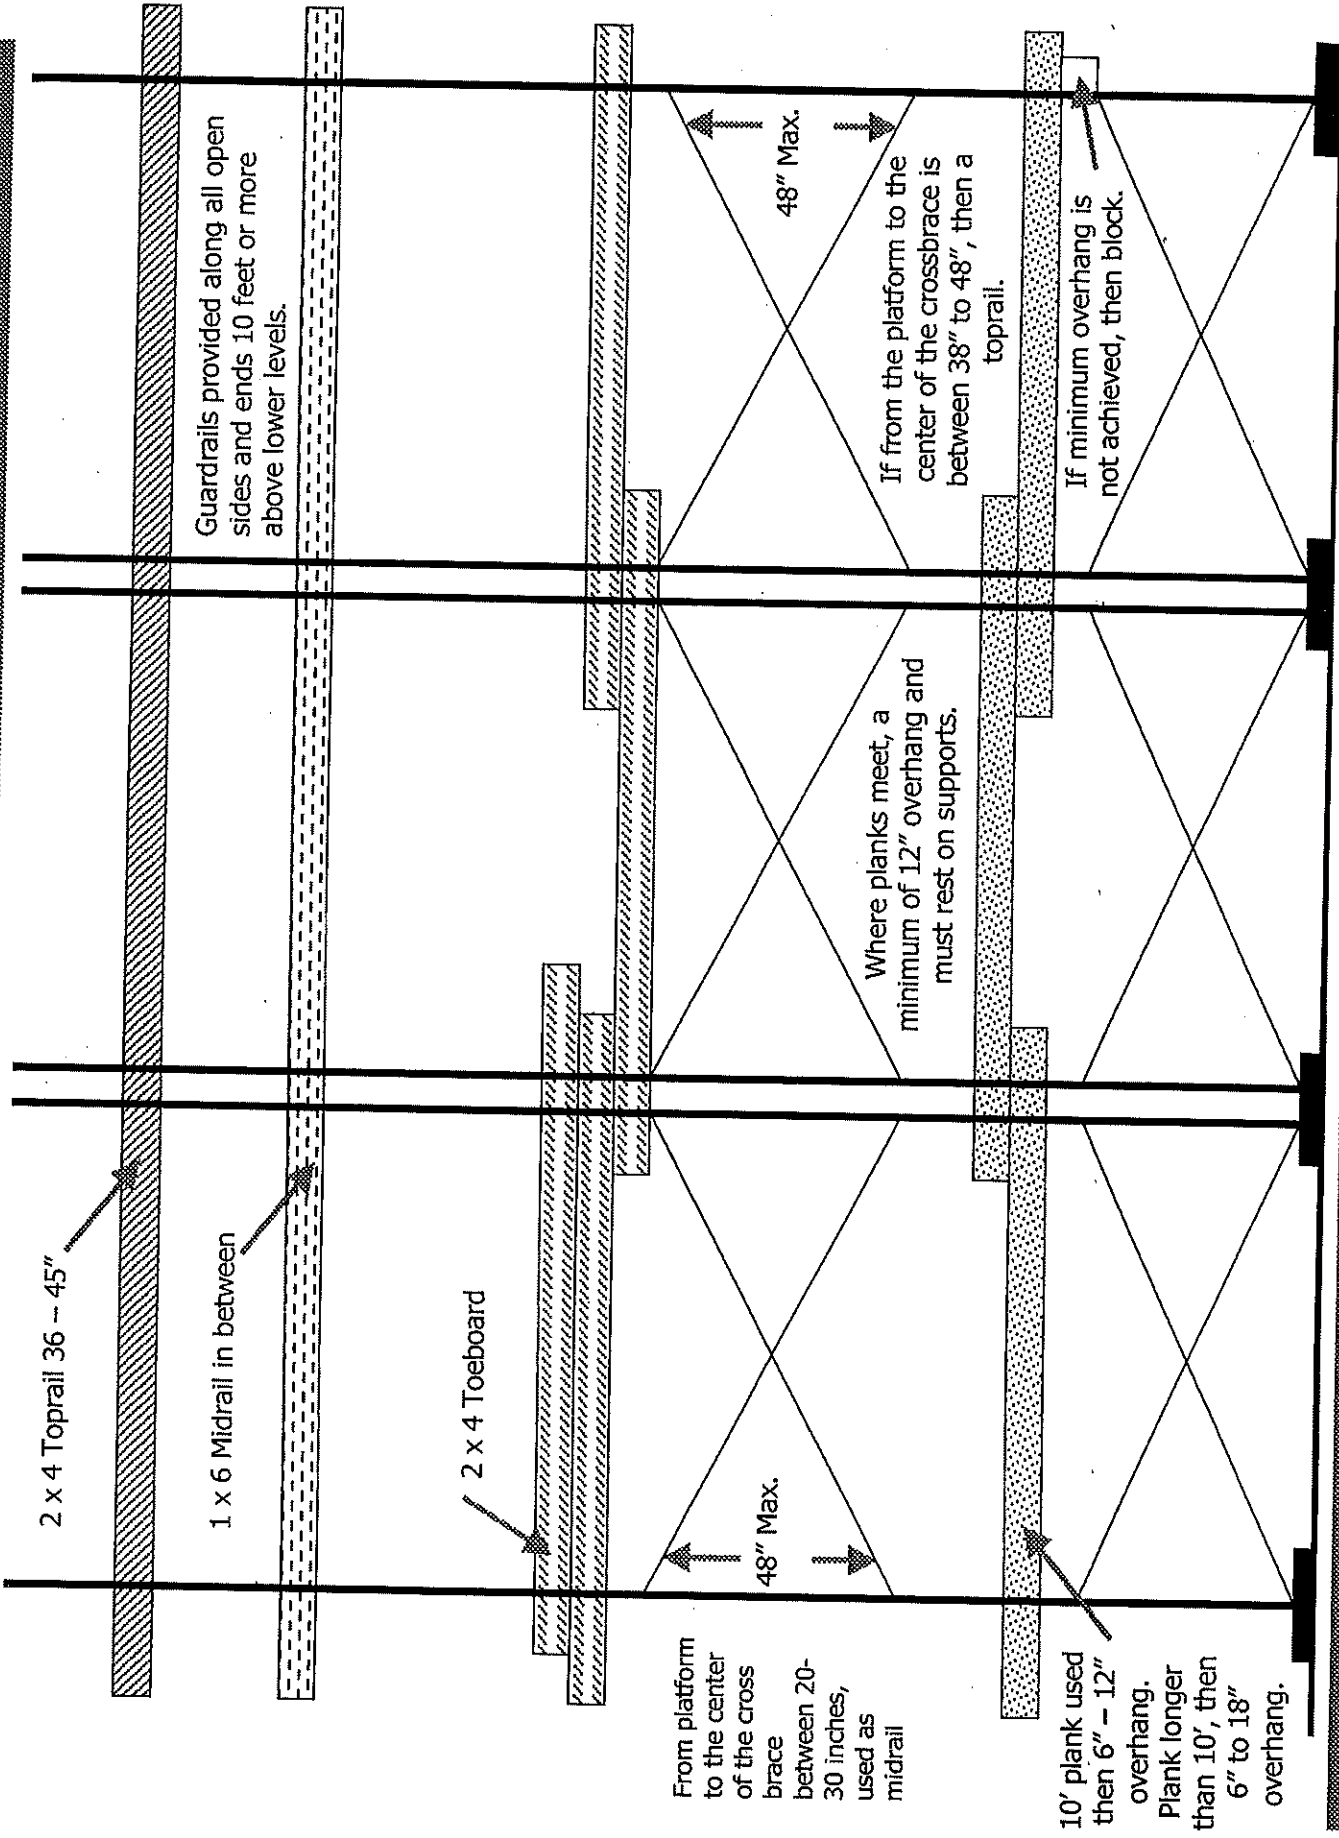 2 x 4 Toprail 36 – 45"
1 x 6 Midrail in between
Guardrails provided along all open
sides and ends 10 feet or more
above lower levels.
2 x 4 Toeboard
48" Max.
48" Max.
From platform
to the center
of the cross
brace
between 20-
30 inches,
used as
midrail
Where planks meet, a
minimum of 12" overhang and
must rest on supports.
If from the platform to the
center of the crossbrace is
between 38" to 48", then a
toprail.
10' plank used
then 6" – 12"
overhang.
Plank longer
than 10', then
6" to 18"
overhang.
If minimum overhang is
not achieved, then block.